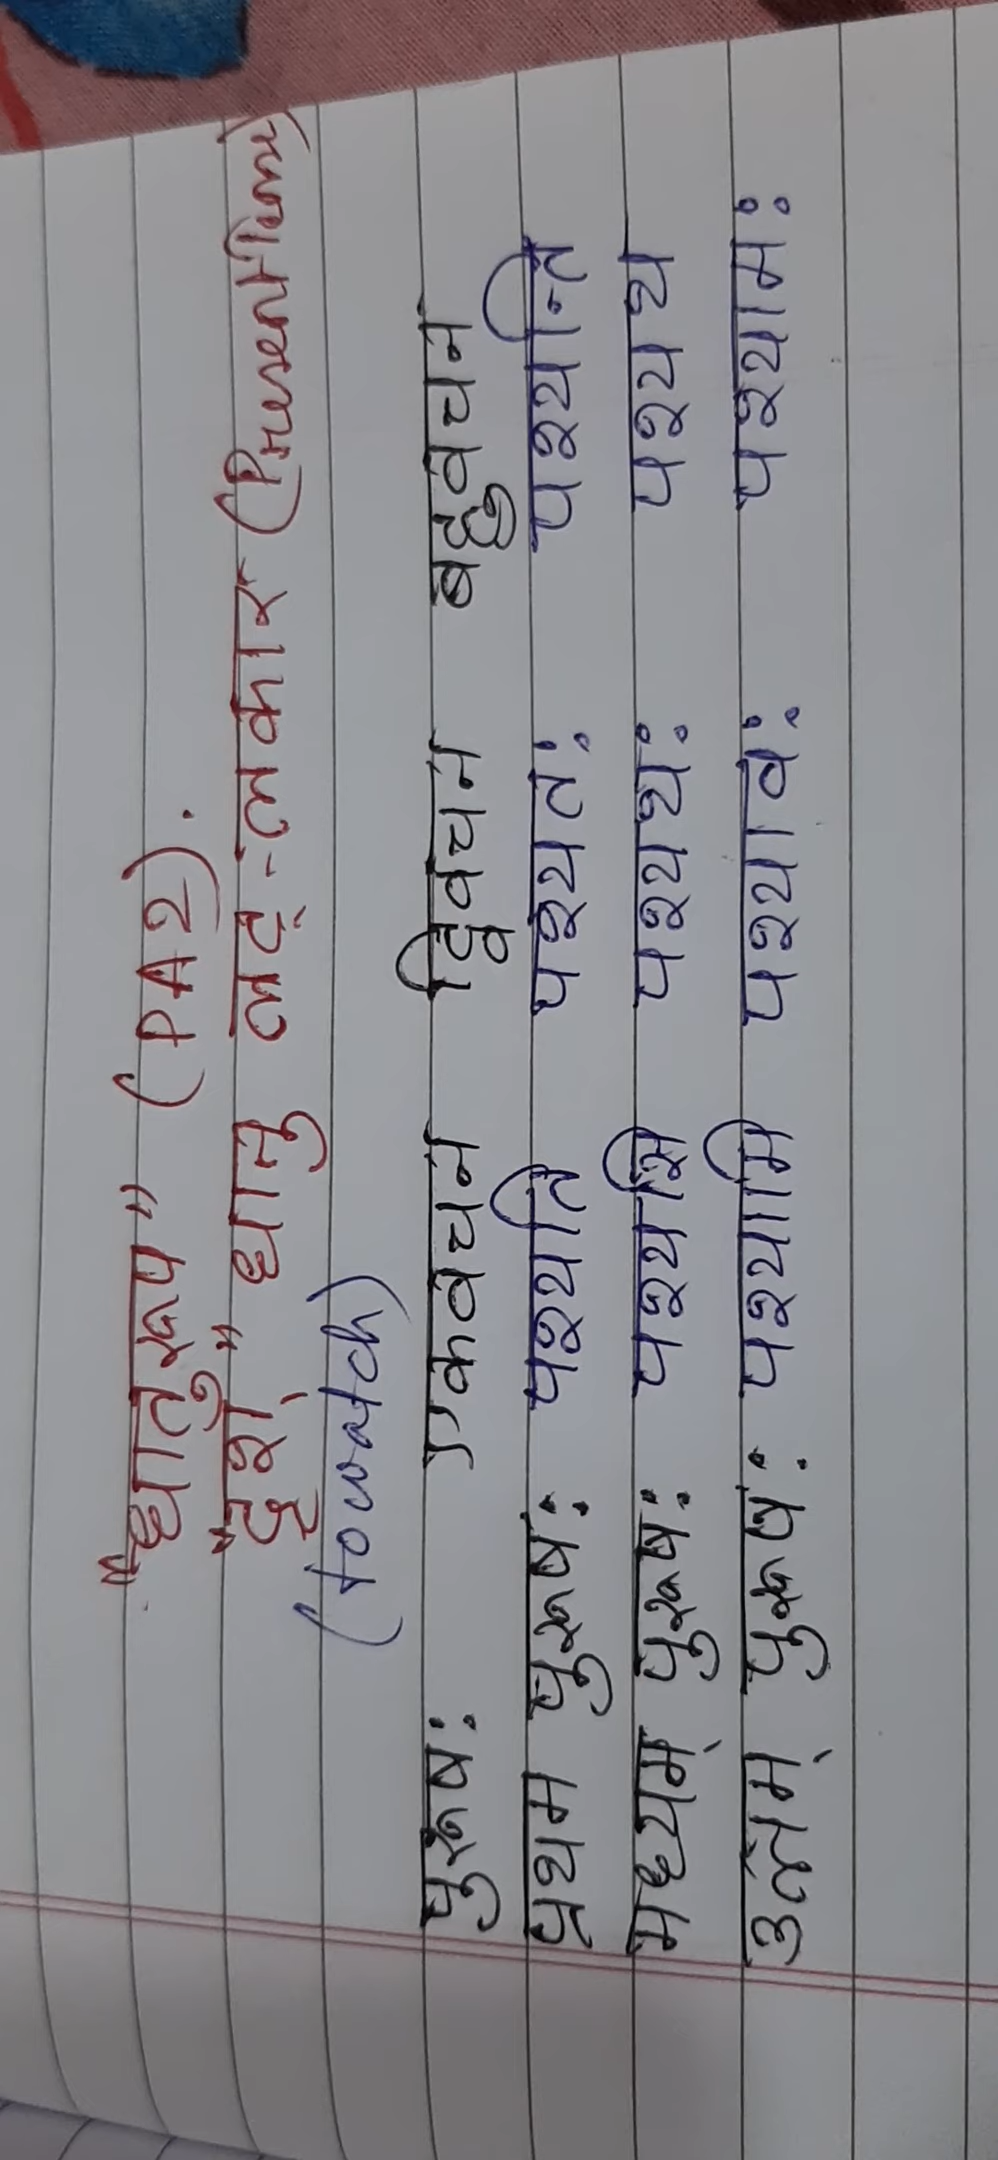 "धातुरूप" (PA2).
"दृश्" धातु लट्-लकार (Present Tense)
(to watch)
पुरूषः एकवचन द्विवचन बहुवचन
प्रथम पुरूषः पश्यति पश्यतः पश्यन्ति
मध्यम् पुरूषः पश्यसि पश्यथः पश्यथ
उत्तम् पुरूषः पश्यामि पश्यावः पश्यामः